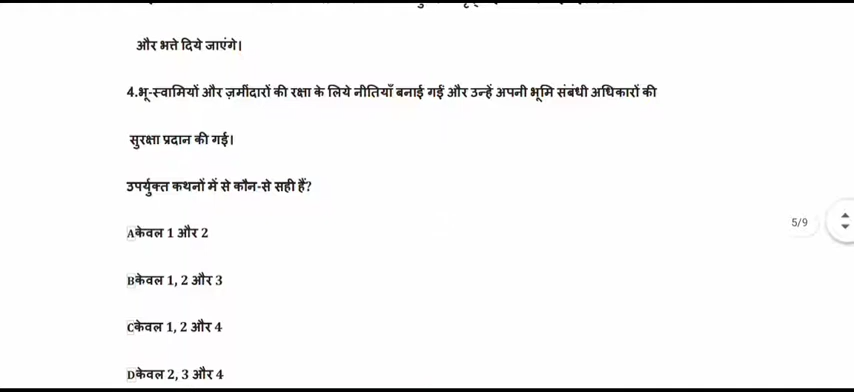 और भत्ते दिये जाएंगे।
4.भू-स्वामियों और ज़मींदारों की रक्षा के लिये नीतियाँ बनाई गईं और उन्हें अपनी भूमि संबंधी अधिकारों की
सुरक्षा प्रदान की गई।
उपर्युक्त कथनों में से कौन-से सही हैं?
5/9
Aकेवल 1 और 2
Bकेवल 1, 2 और 3
Cकेवल 1, 2 और 4
Dकेवल 2, 3 और 4